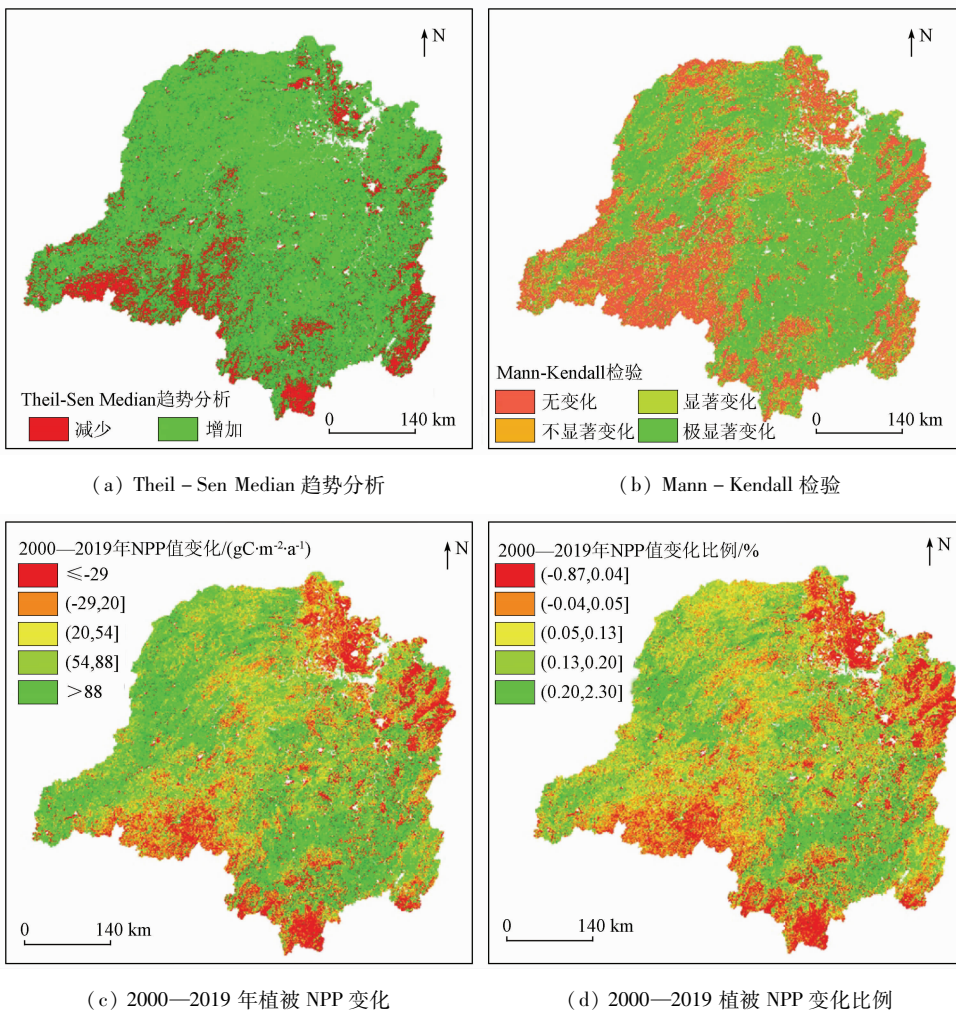 N
Theil-Sen Median趋势分析
减少 增加
0 140 km
(a) Theil-Sen Median 趋势分析
N
Mann-Kendall检验
无变化 显著变化
不显著变化 极显著变化
0 140 km
(b) Mann-Kendall 检验
2000—2019年NPP值变化/(gC·m⁻²·a⁻¹)
N
≤-29
(-29,20]
(20,54]
(54,88]
>88
0 140 km
(c) 2000—2019 年植被 NPP 变化
2000—2019年NPP值变化比例/%
N
(-0.87,0.04]
(-0.04,0.05]
(0.05,0.13]
(0.13,0.20]
(0.20,2.30]
0 140 km
(d) 2000—2019 植被 NPP 变化比例